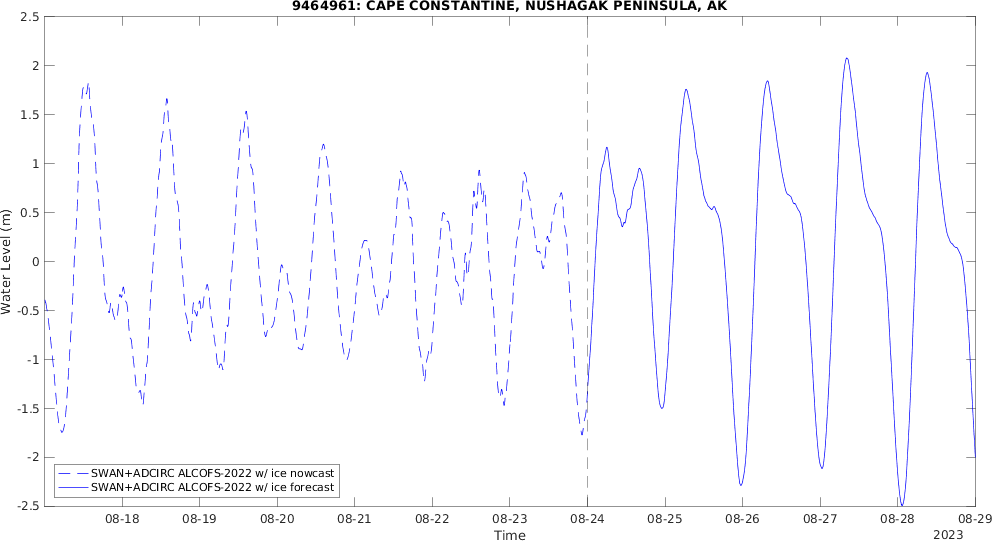 9464961: CAPE CONSTANTINE, NUSHAGAK PENINSULA, AK
2.5
2
1.5
1
0.5
0
-0.5
-1
-1.5
-2
-2.5
Water Level (m)
SWAN+ADCIRC ALCOFS-2022 w/ ice nowcast
SWAN+ADCIRC ALCOFS-2022 w/ ice forecast
08-18 08-19 08-20 08-21 08-22 08-23 08-24 08-25 08-26 08-27 08-28 08-29
Time
2023